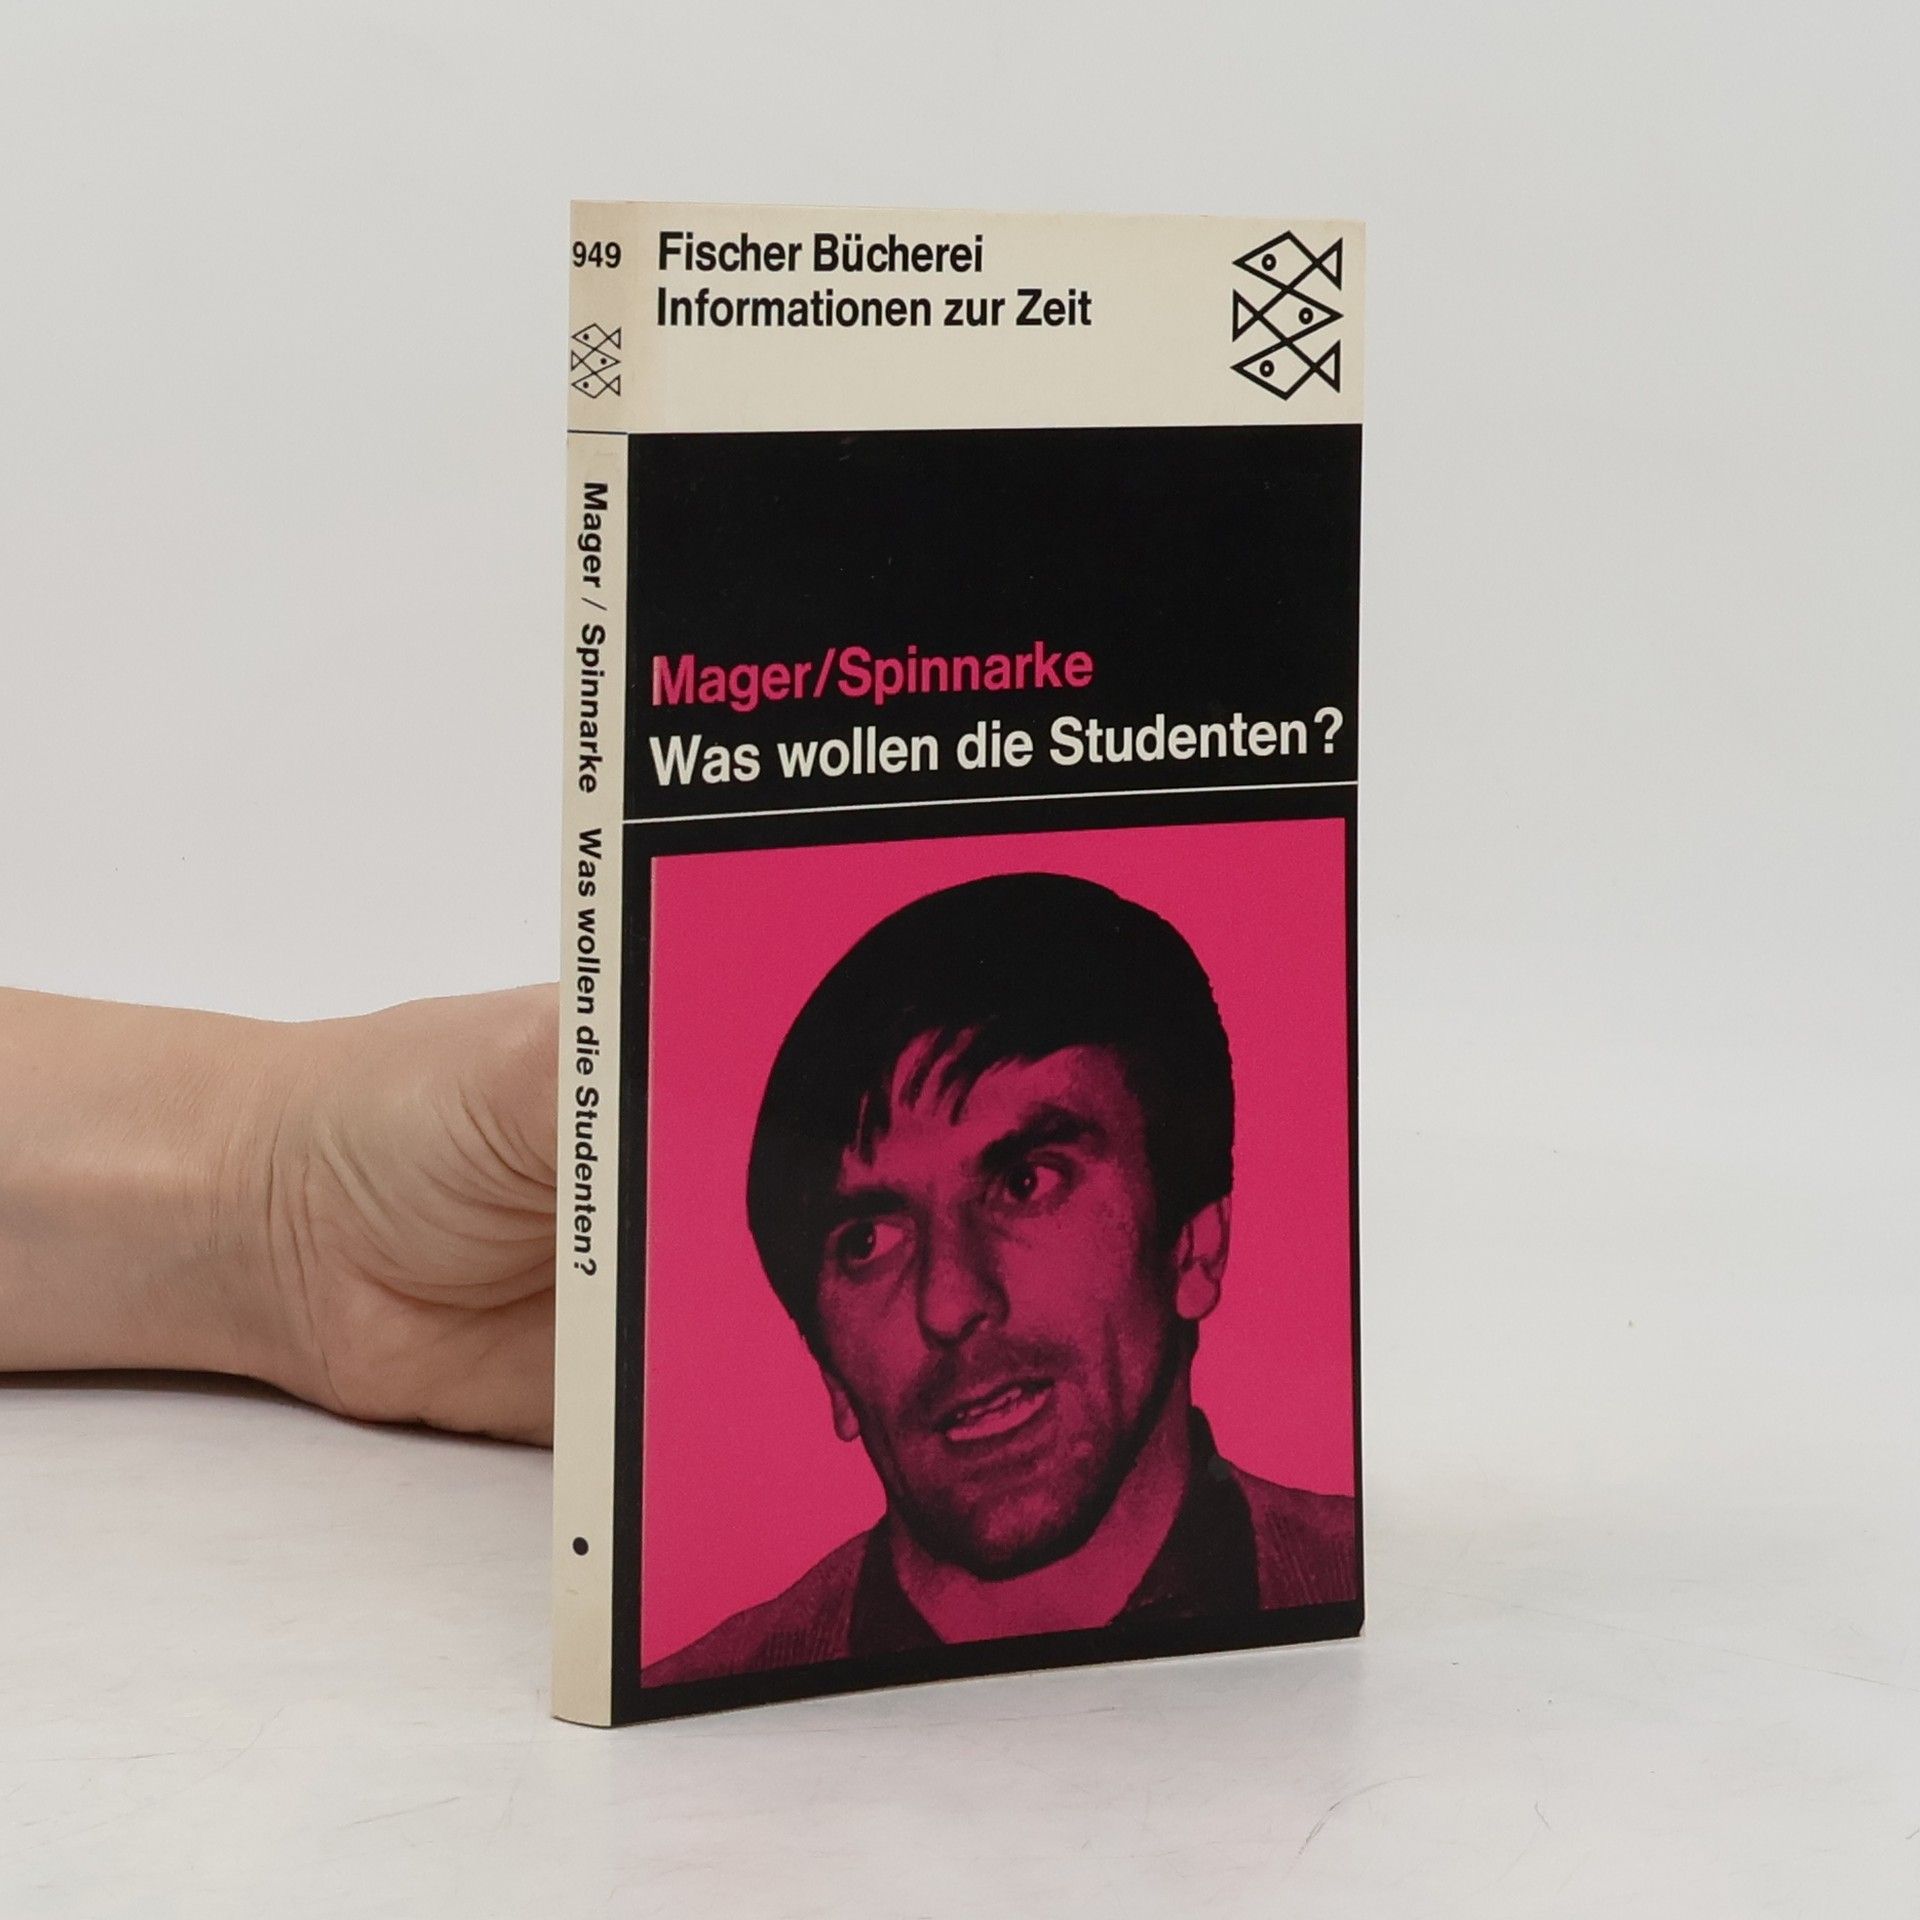 949
Fischer Bücherei
Informationen zur Zeit
Mager/Spinnarke
Was wollen die Studenten?
Mager / Spinnarke Was wollen die Studenten?